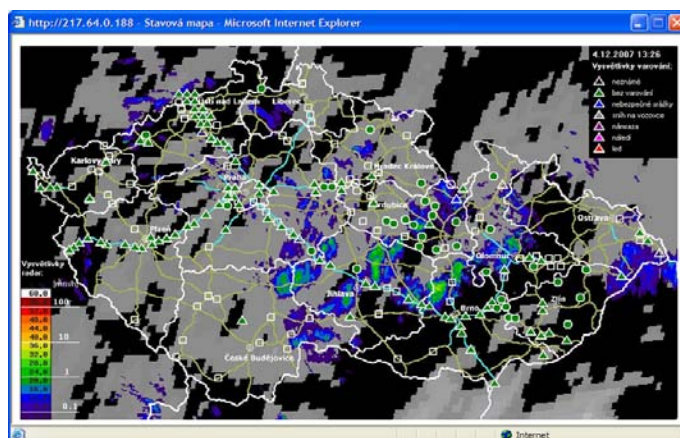 http://217.64.0.188 - Stavová mapa - Microsoft Internet Explorer
4.12.2007 13:26
Vysvětlivky varování:
neznámé
bez varování
nebezpečné srážky
sníh na vozovce
námraza
náledí
led
Ústí nad Labem
Liberec
Karlovy Vary
Praha
Hradec Králové
Pardubice
Ostrava
Plzeň
Olomouc
Vysvětlivky
radar:
Jihlava
Zlín
Brno
České Budějovice
60.0
100
52.0
48.0
44.0
40.0
10
36.0
32.0
28.0
24.0
1
20.0
0.1
Internet